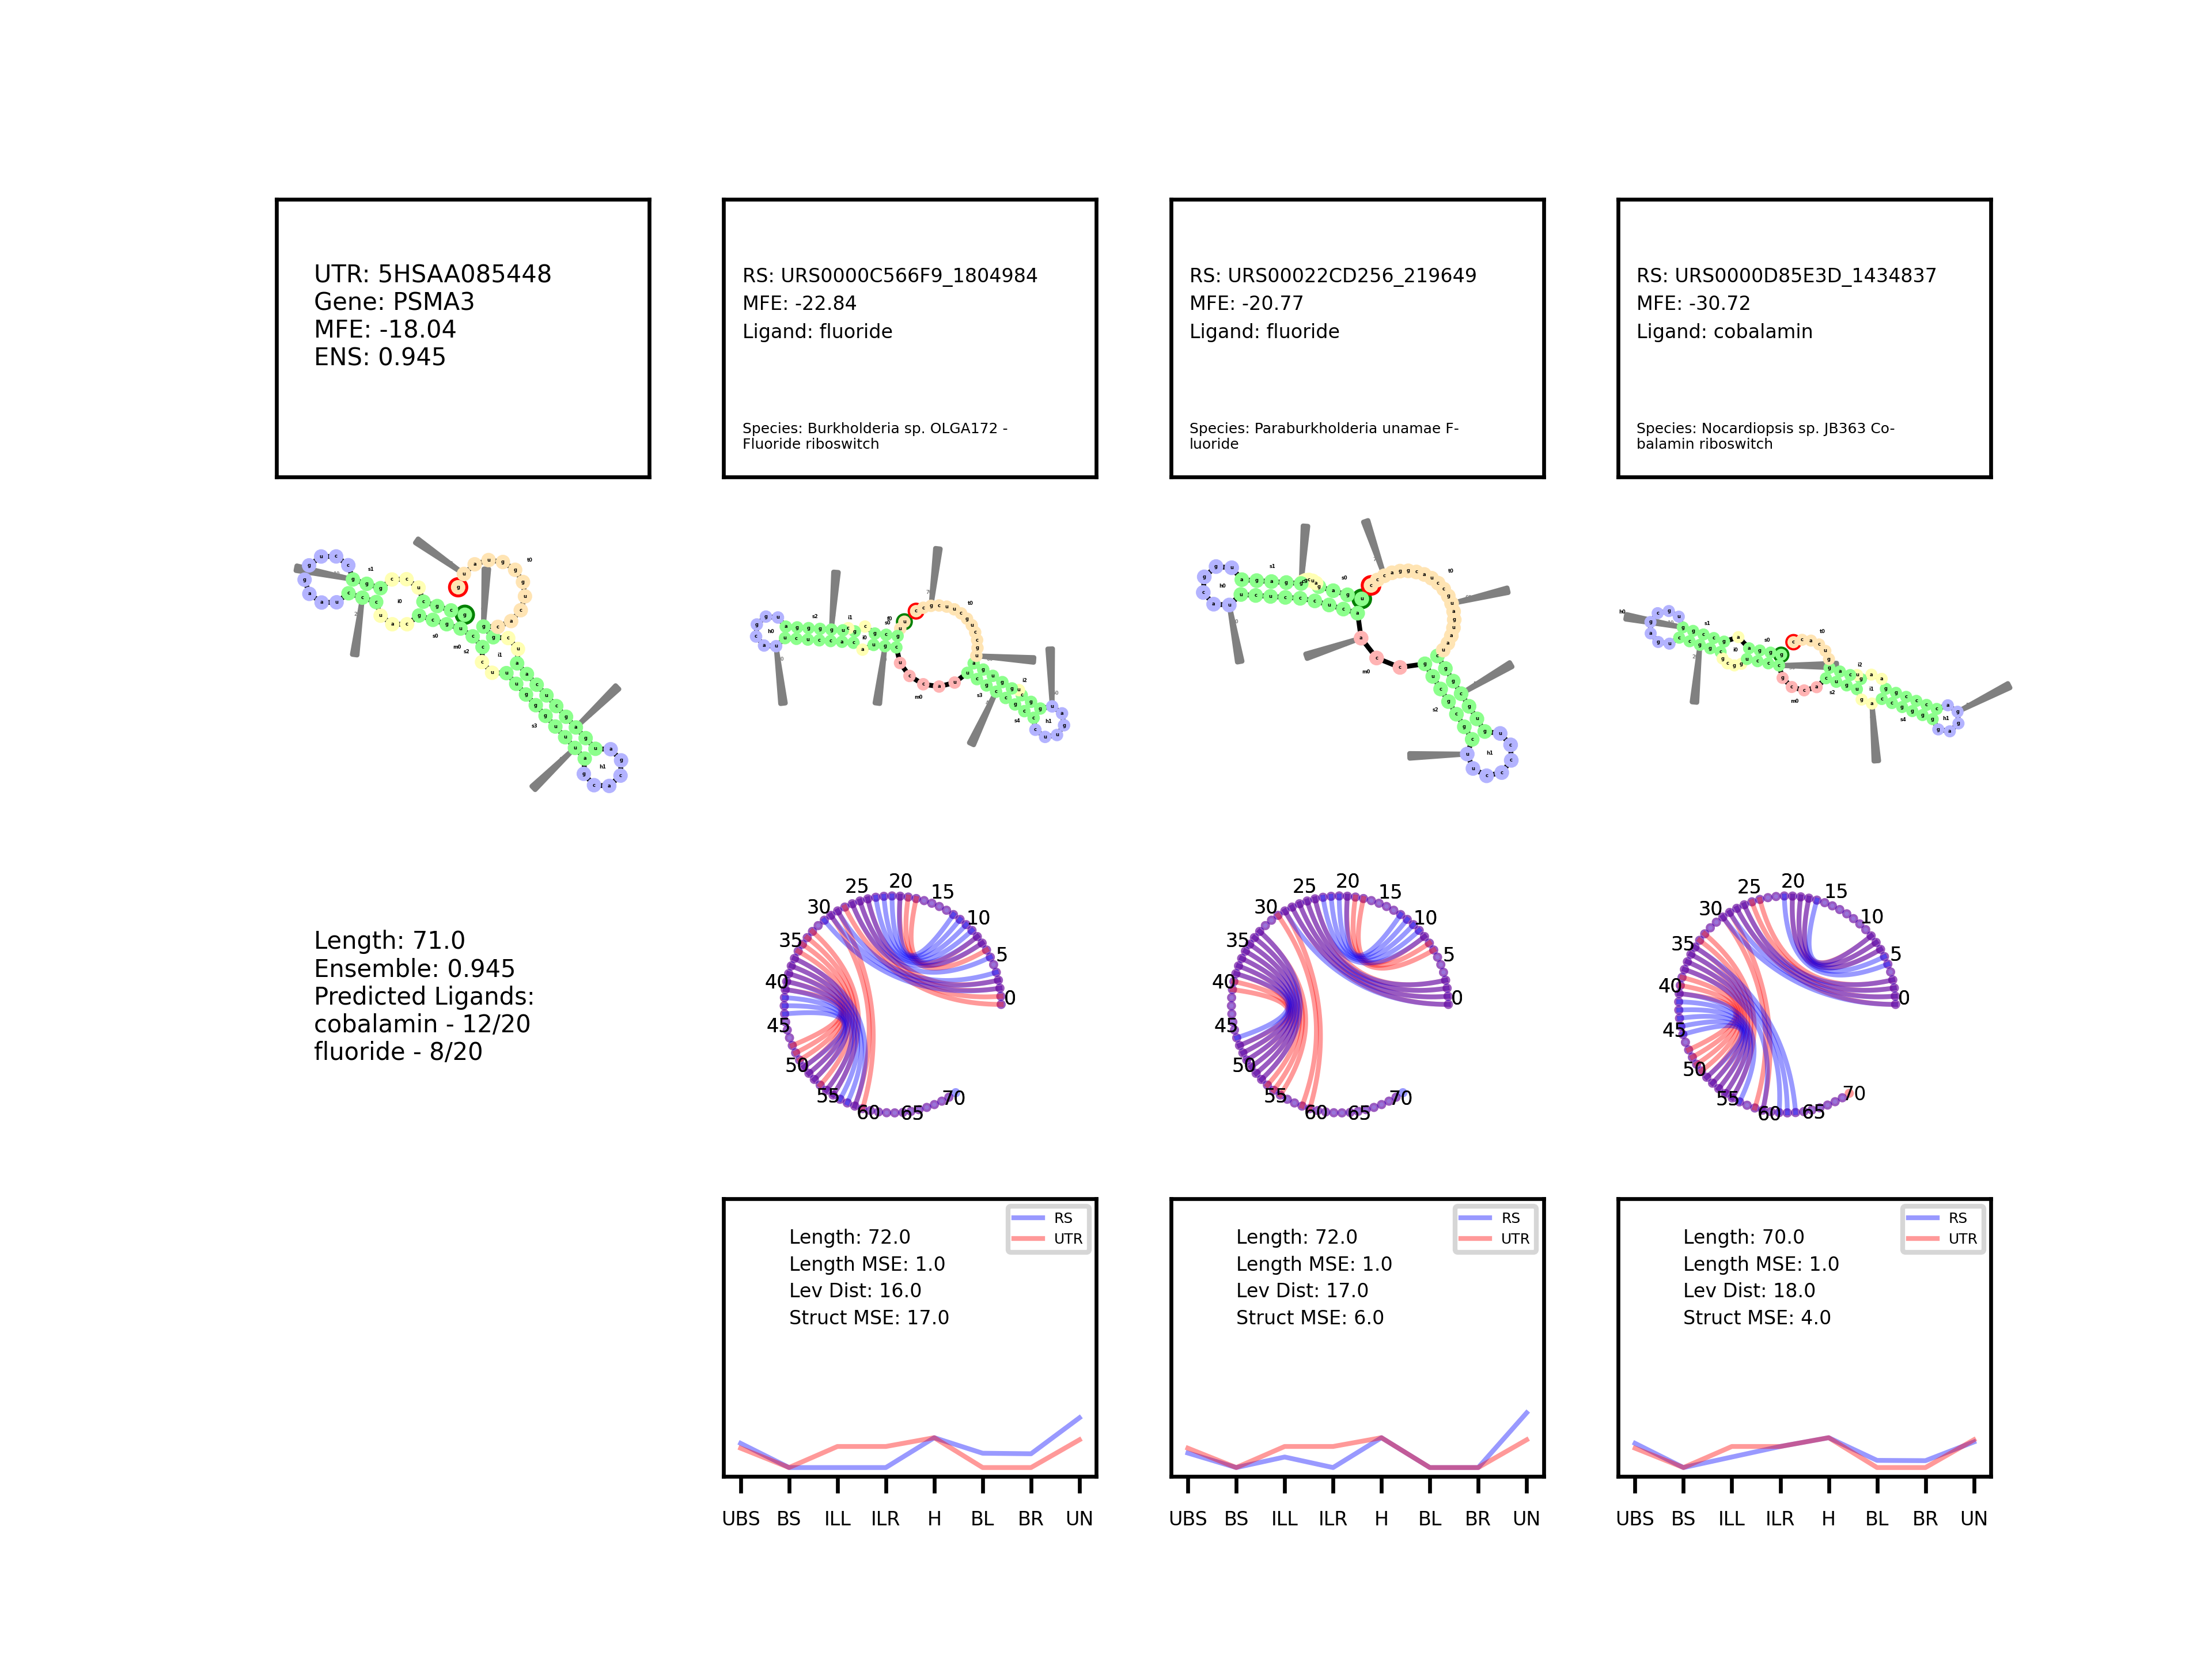 UTR: 5HSAA085448
Gene: PSMA3
MFE: -18.04
ENS: 0.945
RS: URS0000C566F9_1804984
MFE: -22.84
Ligand: fluoride
Species: Burkholderia sp. OLGA172 -
Fluoride riboswitch
RS: URS00022CD256_219649
MFE: -20.77
Ligand: fluoride
Species: Paraburkholderia unamae F-
luoride
RS: URS0000D85E3D_1434837
MFE: -30.72
Ligand: cobalamin
Species: Nocardiopsis sp. JB363 Co-
balamin riboswitch
Length: 71.0
Ensemble: 0.945
Predicted Ligands:
cobalamin - 12/20
fluoride - 8/20
0
5
10
15
20
25
30
35
40
45
50
55
60
65
70
0
5
10
15
20
25
30
35
40
45
50
55
60
65
70
0
5
10
15
20
25
30
35
40
45
50
55
60
65
70
RS
UTR
Length: 72.0
Length MSE: 1.0
Lev Dist: 16.0
Struct MSE: 17.0
UBS BS ILL ILR H BL BR UN
RS
UTR
Length: 72.0
Length MSE: 1.0
Lev Dist: 17.0
Struct MSE: 6.0
UBS BS ILL ILR H BL BR UN
RS
UTR
Length: 70.0
Length MSE: 1.0
Lev Dist: 18.0
Struct MSE: 4.0
UBS BS ILL ILR H BL BR UN